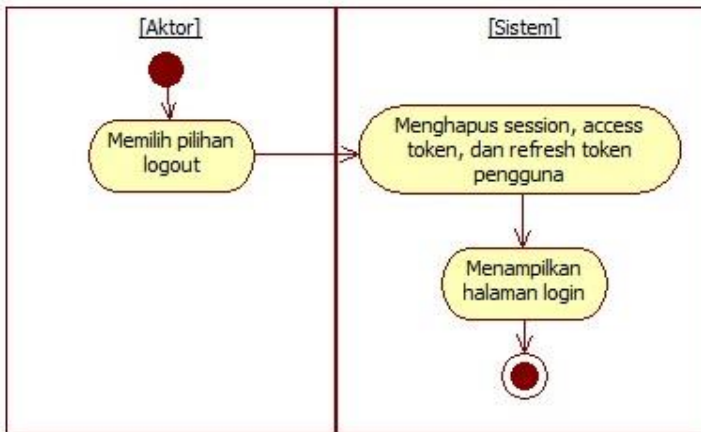 [Aktor]
[Sistem]
Memilih pilihan
logout
Menghapus session, access
token, dan refresh token
pengguna
Menampilkan
halaman login